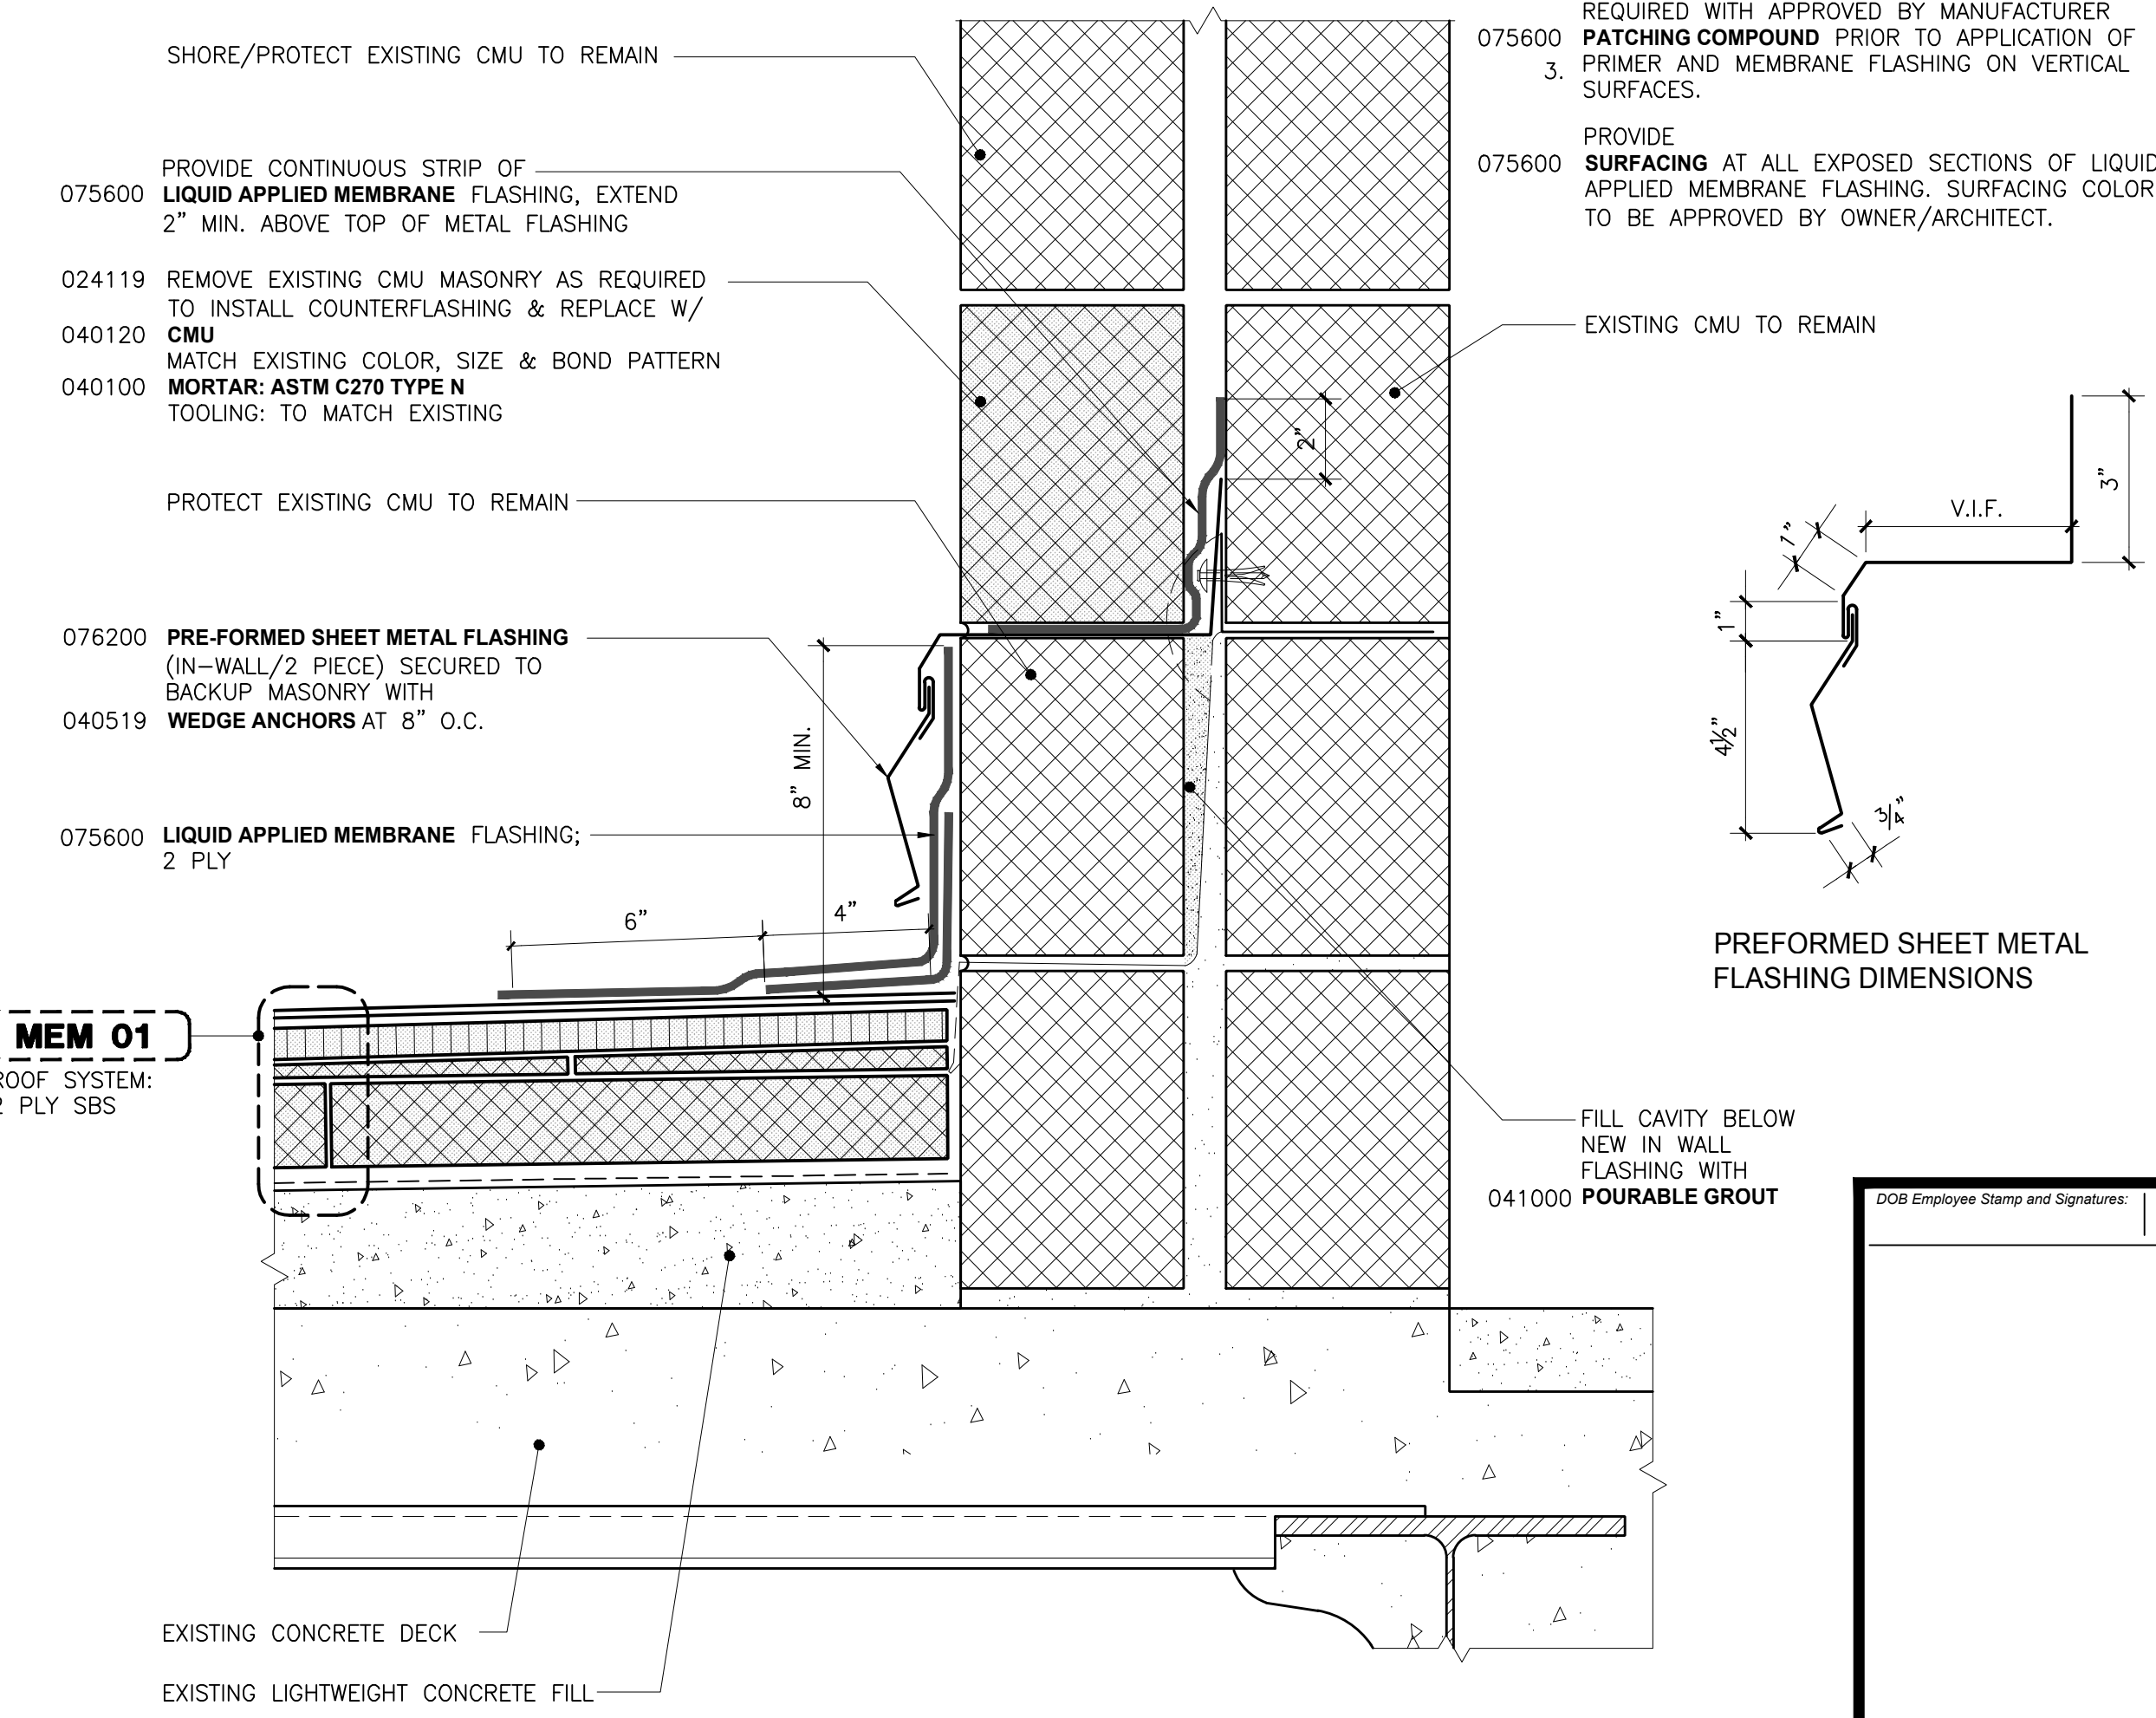 SHORE/PROTECT EXISTING CMU TO REMAIN
PROVIDE CONTINUOUS STRIP OF
075600 LIQUID APPLIED MEMBRANE FLASHING, EXTEND
2" MIN. ABOVE TOP OF METAL FLASHING
024119 REMOVE EXISTING CMU MASONRY AS REQUIRED
TO INSTALL COUNTERFLASHING & REPLACE W/
040120 CMU
MATCH EXISTING COLOR, SIZE & BOND PATTERN
040100 MORTAR: ASTM C270 TYPE N
TOOLING: TO MATCH EXISTING
PROTECT EXISTING CMU TO REMAIN
076200 PRE-FORMED SHEET METAL FLASHING
(IN-WALL/2 PIECE) SECURED TO
BACKUP MASONRY WITH
040519 WEDGE ANCHORS AT 8" O.C.
075600 LIQUID APPLIED MEMBRANE FLASHING;
2 PLY
8" MIN.
6"
4"
2"
MEM 01
ROOF SYSTEM:
2 PLY SBS
EXISTING CONCRETE DECK
EXISTING LIGHTWEIGHT CONCRETE FILL
REQUIRED WITH APPROVED BY MANUFACTURER
075600 PATCHING COMPOUND PRIOR TO APPLICATION OF
3. PRIMER AND MEMBRANE FLASHING ON VERTICAL
SURFACES.
PROVIDE
075600 SURFACING AT ALL EXPOSED SECTIONS OF LIQUID
APPLIED MEMBRANE FLASHING. SURFACING COLOR
TO BE APPROVED BY OWNER/ARCHITECT.
EXISTING CMU TO REMAIN
V.I.F.
3"
1"
1"
4½"
3/4"
PREFORMED SHEET METAL
FLASHING DIMENSIONS
FILL CAVITY BELOW
NEW IN WALL
FLASHING WITH
041000 POURABLE GROUT
DOB Employee Stamp and Signatures: